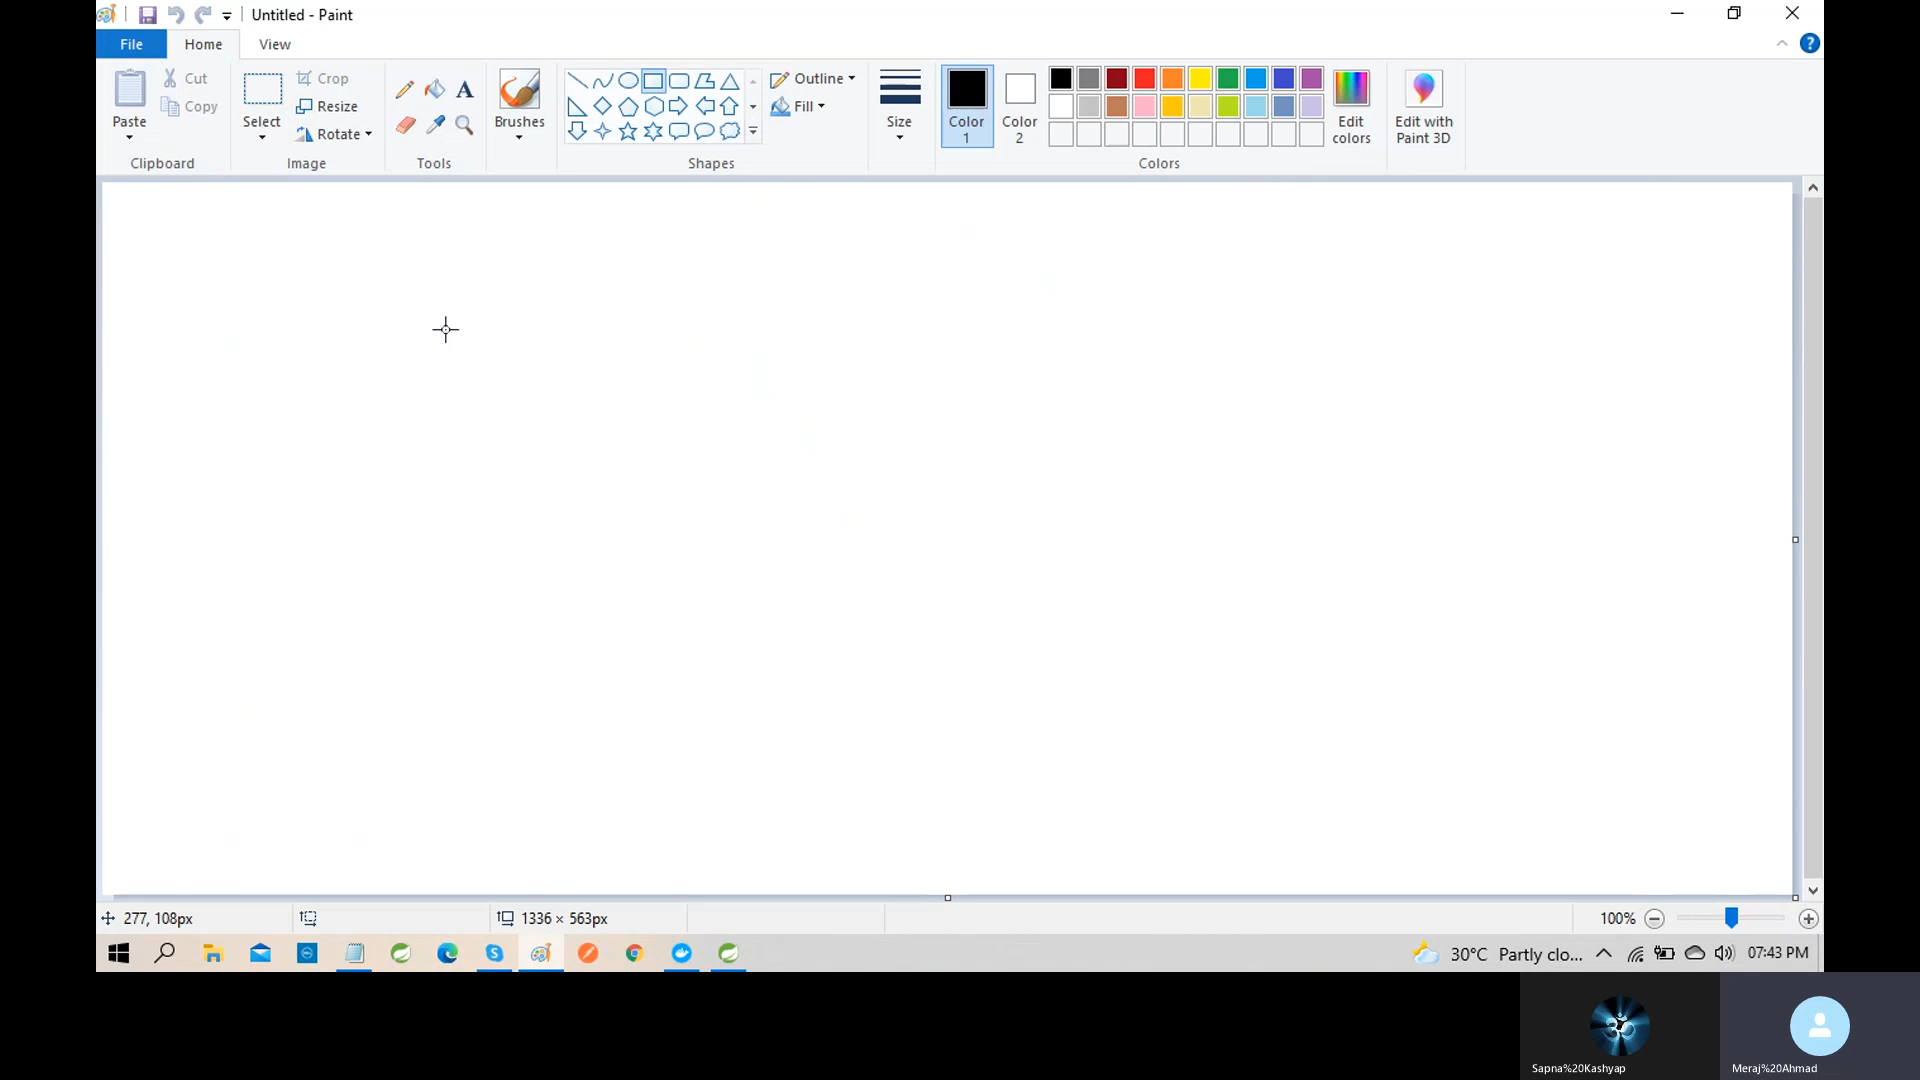 Untitled - Paint
File Home View
Cut
Copy
Paste
Crop
Resize
Rotate
Select
Brushes
Outline
Fill
Size
Color 1
Color 2
Edit colors
Edit with Paint 3D
Clipboard Image Tools Shapes Colors
277, 108px 1336 × 563px 100%
30°C Partly clo... 07:43 PM
Sapna%20Kashyap Meraj%20Ahmad